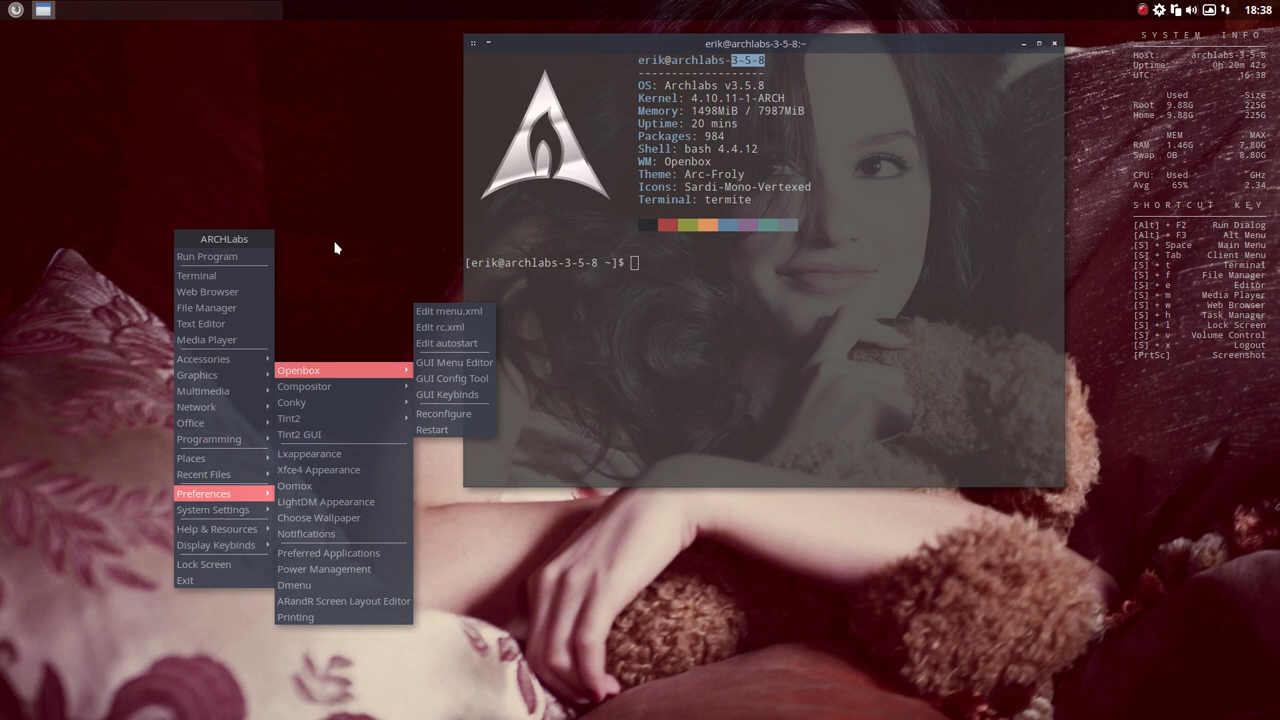 18:38
erik@archlabs-3-5-8:~
erik@archlabs-3-5-8
-------------------
OS: Archlabs v3.5.8
Kernel: 4.10.11-1-ARCH
Memory: 1498MiB / 7987MiB
Uptime: 20 mins
Packages: 984
Shell: bash 4.4.12
WM: Openbox
Theme: Arc-Froly
Icons: Sardi-Mono-Vertexed
Terminal: termite
[erik@archlabs-3-5-8 ~]$
ARCHLabs
Run Program
Terminal
Web Browser
File Manager
Text Editor
Media Player
Accessories
Graphics
Multimedia
Network
Office
Programming
Places
Recent Files
Preferences
System Settings
Help & Resources
Display Keybinds
Lock Screen
Exit
Openbox
Compositor
Conky
Tint2
Tint2 GUI
Lxappearance
Xfce4 Appearance
Oomox
LightDM Appearance
Choose Wallpaper
Notifications
Preferred Applications
Power Management
Dmenu
ARandR Screen Layout Editor
Printing
Edit menu.xml
Edit rc.xml
Edit autostart
GUI Menu Editor
GUI Config Tool
GUI Keybinds
Reconfigure
Restart
SYSTEM INFO
Host: archlabs-3-5-8
Uptime: 0h 20m 42s
UTC: 16:38
Used Size
Root 9.88G 225G
Home 9.88G 225G
MEM MAX
RAM 1.46G 7.80G
Swap 0B 8.80G
CPU: Used GHz
Avg 65% 2.34
SHORTCUT KEY
[Alt] + F2 Run Dialog
[Alt] + F3 Alt Menu
[S] + Space Main Menu
[S] + Tab Client Menu
[S] + t Terminal
[S] + f File Manager
[S] + e Editor
[S] + m Media Player
[S] + w Web Browser
[S] + h Task Manager
[S] + l Lock Screen
[S] + v Volume Control
[S] + x Logout
[PrtSc] Screenshot